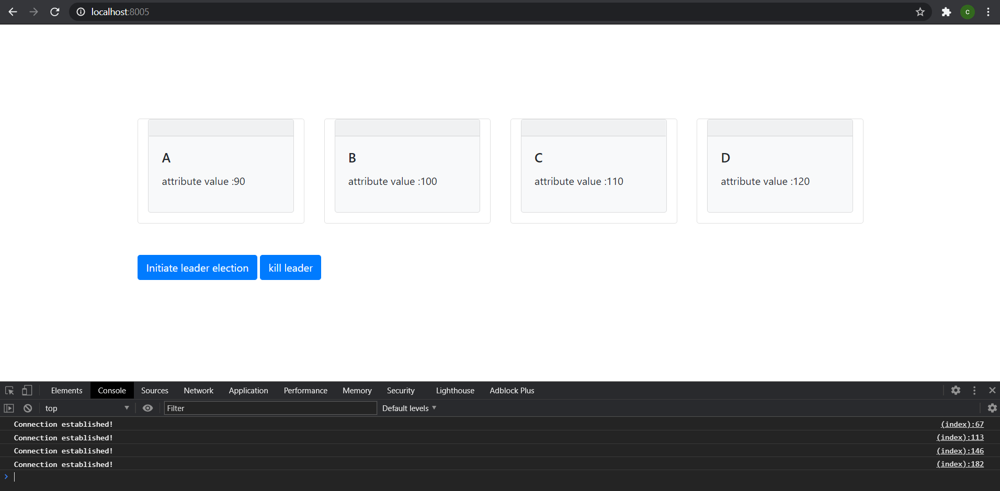 localhost:8005
C
A
attribute value :90
B
attribute value :100
C
attribute value :110
D
attribute value :120
Initiate leader election
kill leader
Elements Console Sources Network Application Performance Memory Security Lighthouse Adblock Plus
top Filter Default levels
Connection established! (index):67
Connection established! (index):113
Connection established! (index):146
Connection established! (index):182